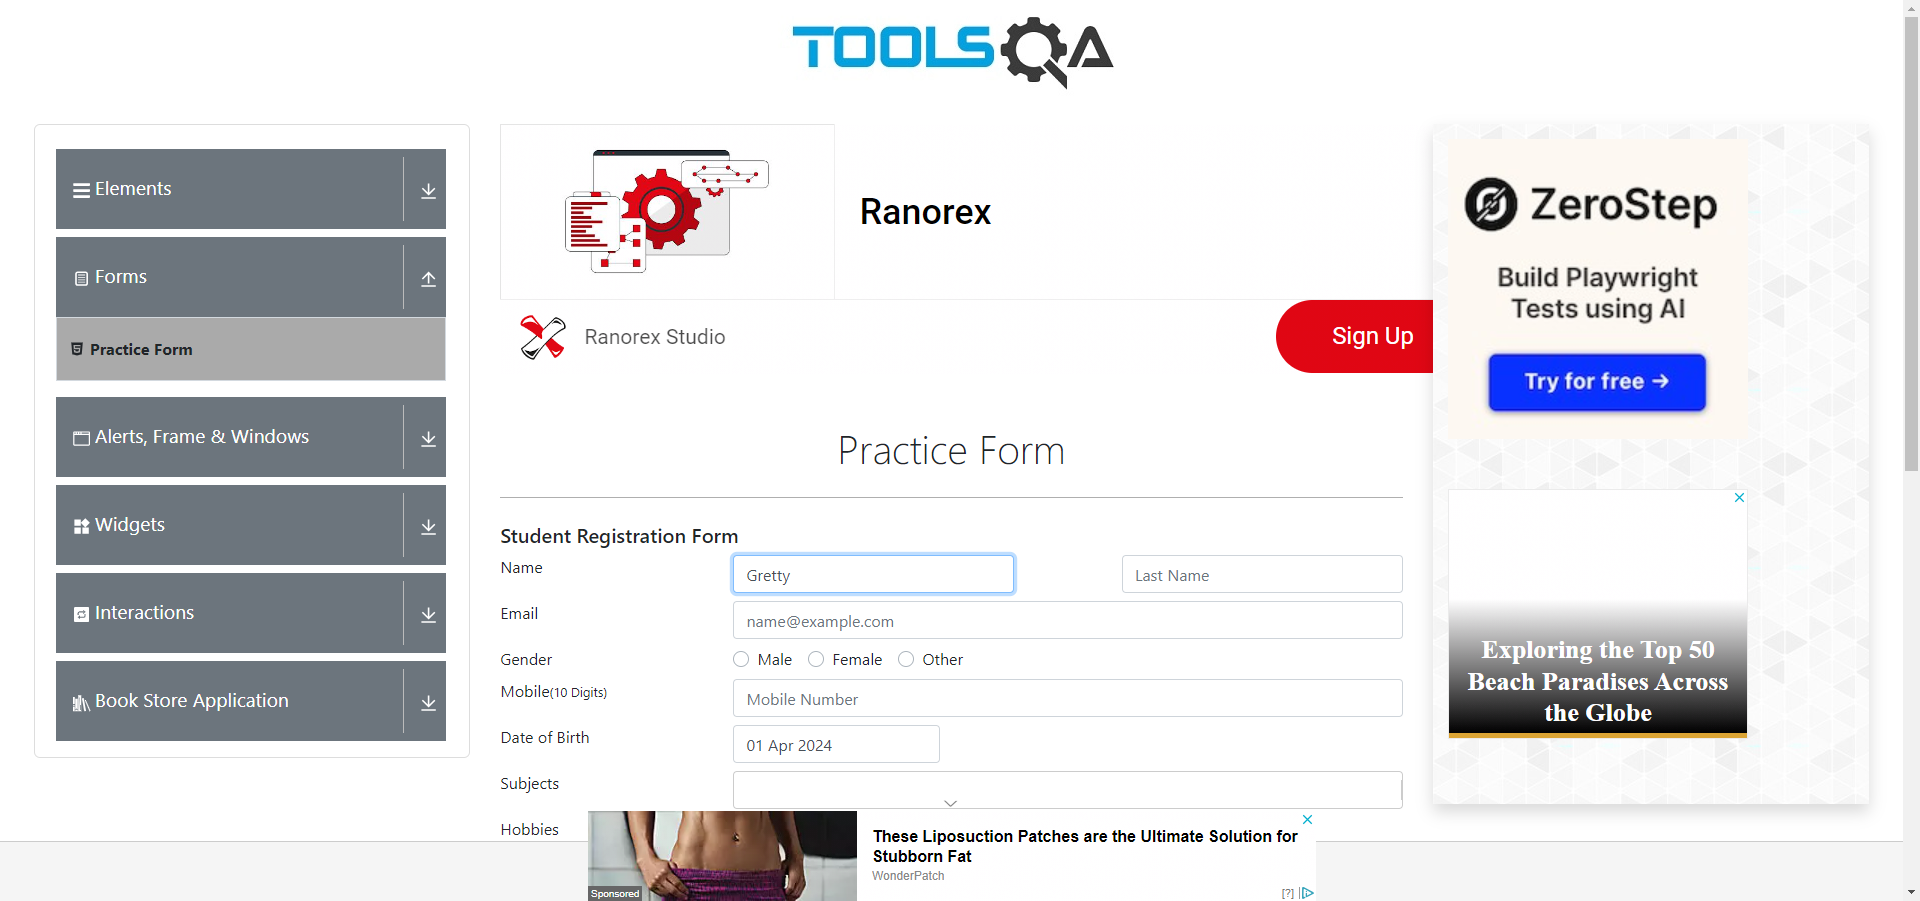 TOOLSQA
Elements
Forms
Practice Form
Alerts, Frame & Windows
Widgets
Interactions
Book Store Application
Ranorex
Ranorex Studio
Sign Up
Practice Form
Student Registration Form
Name
Gretty
Last Name
Email
name@example.com
Gender
Male
Female
Other
Mobile(10 Digits)
Mobile Number
Date of Birth
01 Apr 2024
Subjects
Hobbies
These Liposuction Patches are the Ultimate Solution for
Stubborn Fat
WonderPatch
Sponsored
[?]
ZeroStep
Build Playwright
Tests using AI
Try for free →
Exploring the Top 50
Beach Paradises Across
the Globe